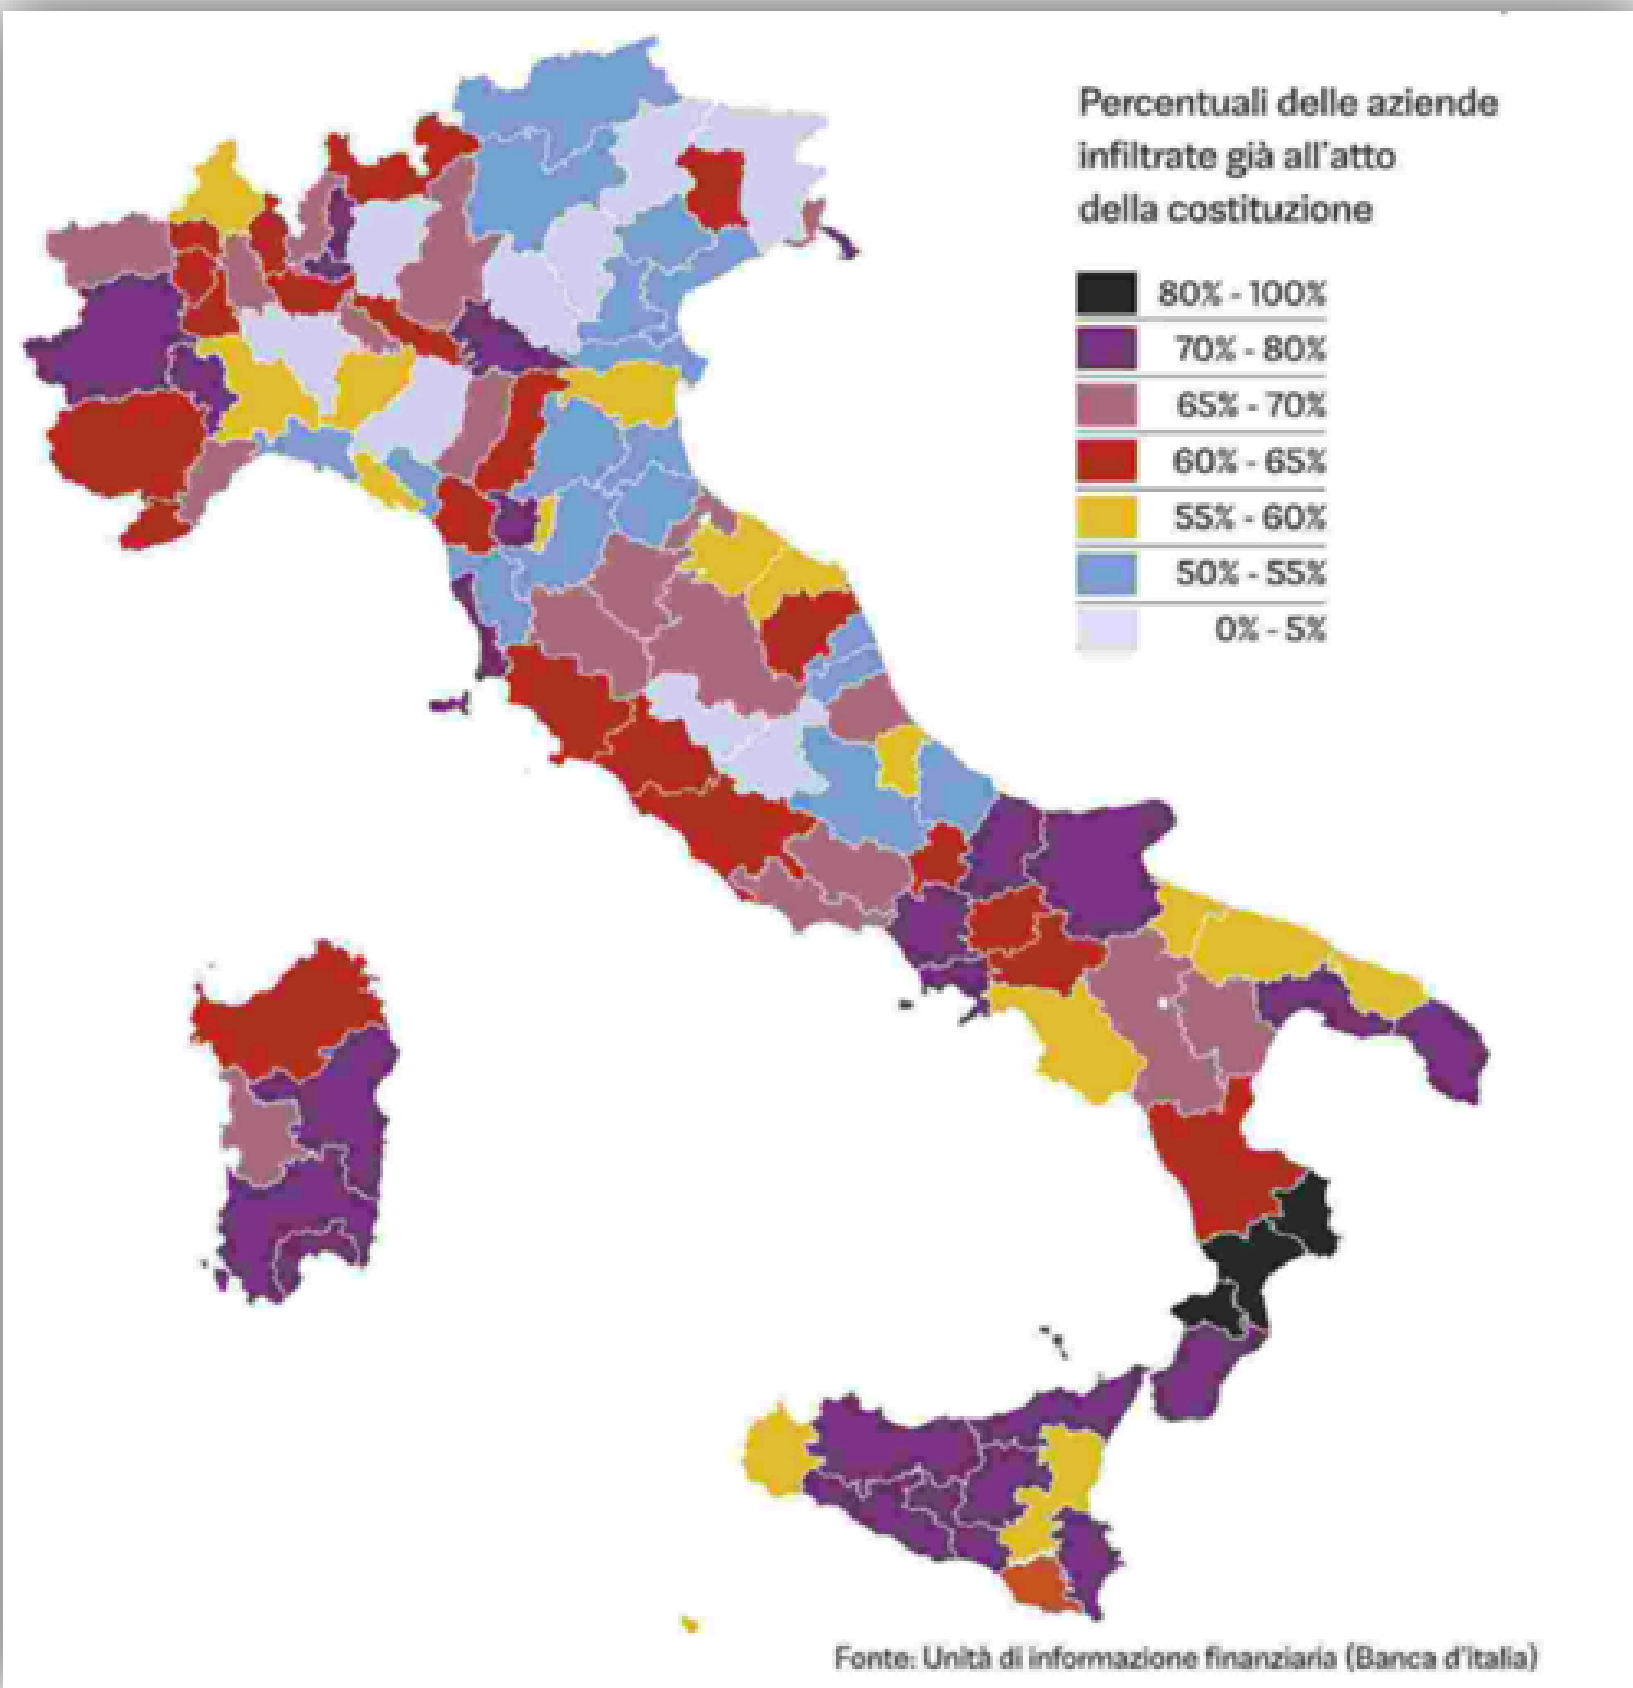 Percentuali delle aziende
infiltrate già all'atto
della costituzione
80% - 100%
70% - 80%
65% - 70%
60% - 65%
55% - 60%
50% - 55%
0% - 5%
Fonte: Unità di informazione finanziaria (Banca d'Italia)